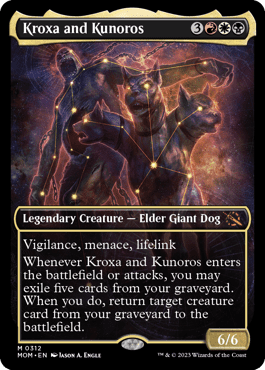 Kroxa and Kunoros 3
Legendary Creature — Elder Giant Dog
Vigilance, menace, lifelink
Whenever Kroxa and Kunoros enters
the battlefield or attacks, you may
exile five cards from your graveyard.
When you do, return target creature
card from your graveyard to the
battlefield.
6/6
M 0312
MOM • EN Jason A. Engle
™ & © 2023 Wizards of the Coast